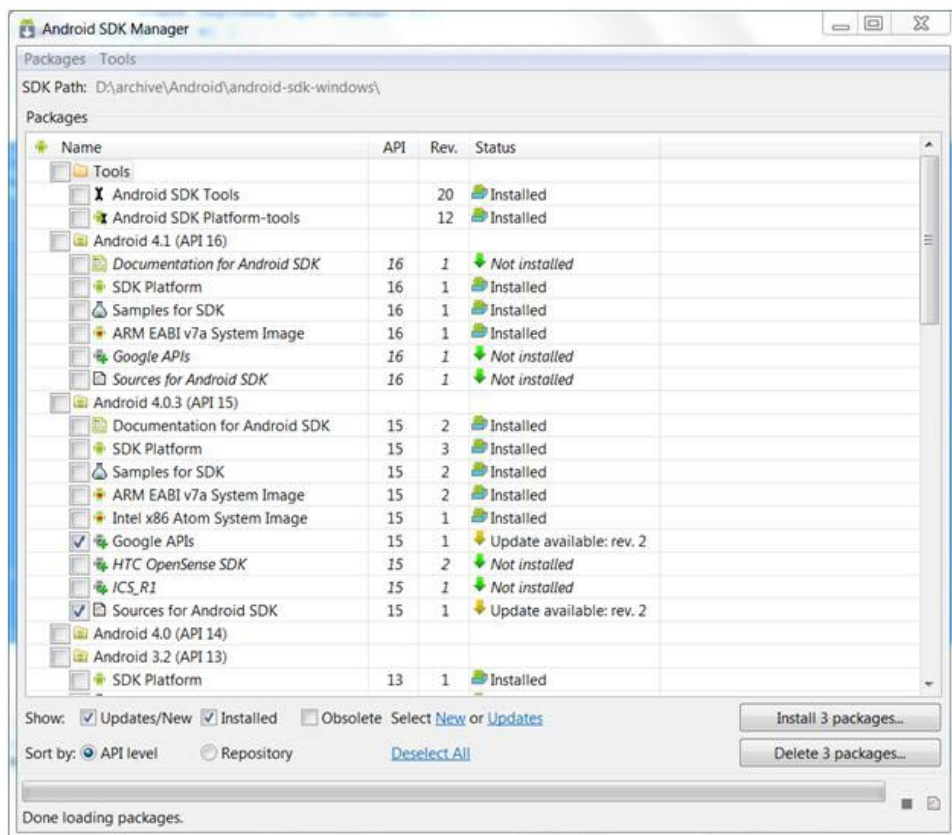 Android SDK Manager
Packages Tools
SDK Path: D:\archive\Android\android-sdk-windows\
Packages
Name API Rev. Status
Tools
Android SDK Tools 20 Installed
Android SDK Platform-tools 12 Installed
Android 4.1 (API 16)
Documentation for Android SDK 16 1 Not installed
SDK Platform 16 1 Installed
Samples for SDK 16 1 Installed
ARM EABI v7a System Image 16 1 Installed
Google APIs 16 1 Not installed
Sources for Android SDK 16 1 Not installed
Android 4.0.3 (API 15)
Documentation for Android SDK 15 2 Installed
SDK Platform 15 3 Installed
Samples for SDK 15 2 Installed
ARM EABI v7a System Image 15 2 Installed
Intel x86 Atom System Image 15 1 Installed
Google APIs 15 1 Update available: rev. 2
HTC OpenSense SDK 15 2 Not installed
ICS_R1 15 1 Not installed
Sources for Android SDK 15 1 Update available: rev. 2
Android 4.0 (API 14)
Android 3.2 (API 13)
SDK Platform 13 1 Installed
Show: Updates/New Installed Obsolete Select New or Updates Install 3 packages...
Sort by: API level Repository Deselect All Delete 3 packages...
Done loading packages.